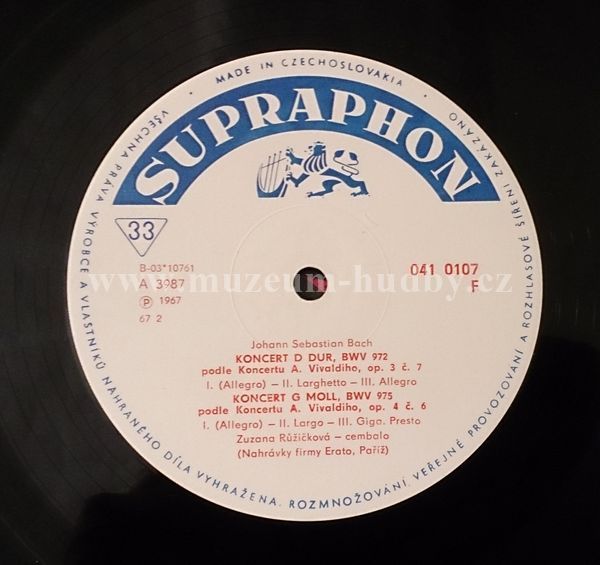 MADE IN CZECHOSLOVAKIA
SUPRAPHON
33
B-03*10761
A 3987
Ⓟ 1967
67 2
041 0107
F
www.muzeum-hudby.cz
Johann Sebastian Bach
KONCERT D DUR, BWV 972
podle Koncertu A. Vivaldiho, op. 3 č. 7
I. (Allegro) – II. Larghetto – III. Allegro
KONCERT G MOLL, BWV 975
podle Koncertu A. Vivaldiho, op. 4 č. 6
I. (Allegro) – II. Largo – III. Giga. Presto
Zuzana Růžičková – cembalo
(Nahrávky firmy Erato, Paříž)
VŠECHNA PRÁVA VÝROBCE A VLASTNÍKŮ NAHRANÉHO DÍLA VYHRAŽENA. ROZMNOŽOVÁNÍ, VEŘEJNÉ PROVOZOVÁNÍ A ROZHLASOVÉ ŠÍŘENÍ ZAKÁZÁNO